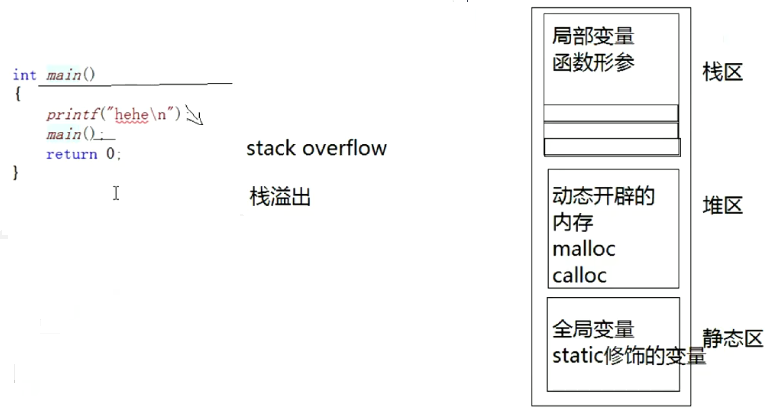 int main()
{
printf("hehe\n");
main();
return 0;
}
stack overflow
栈溢出
局部变量
函数形参
栈区
动态开辟的
内存
malloc
calloc
堆区
全局变量
static修饰的变量
静态区